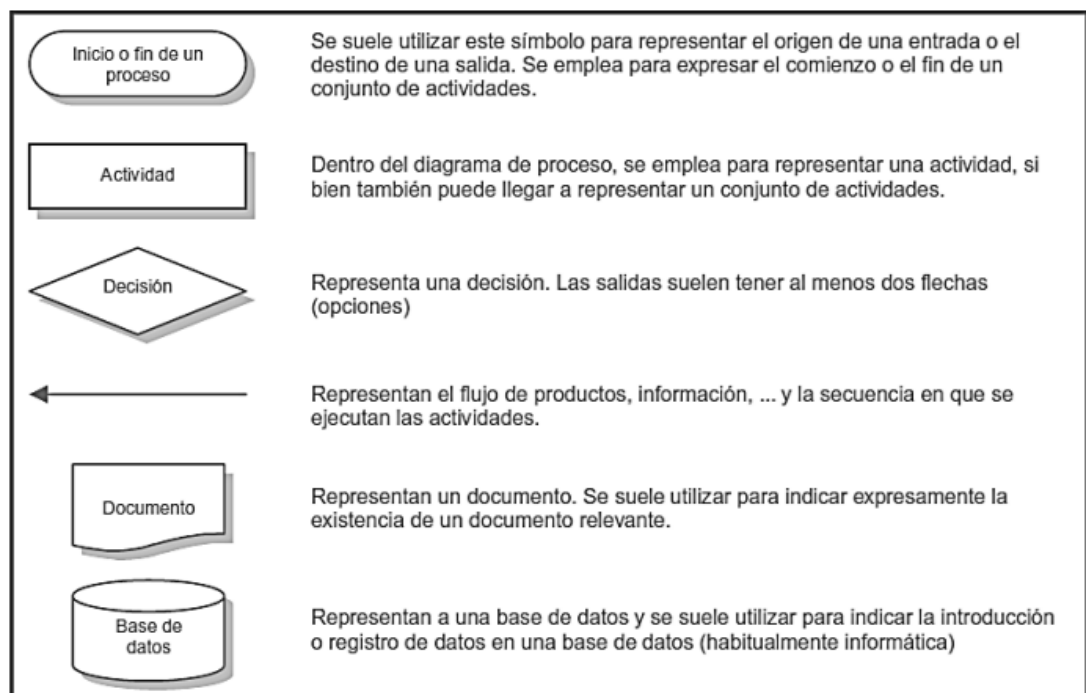 Inicio o fin de un
proceso
Se suele utilizar este símbolo para representar el origen de una entrada o el
destino de una salida. Se emplea para expresar el comienzo o el fin de un
conjunto de actividades.
Actividad
Dentro del diagrama de proceso, se emplea para representar una actividad, si
bien también puede llegar a representar un conjunto de actividades.
Decisión
Representa una decisión. Las salidas suelen tener al menos dos flechas
(opciones)
Representan el flujo de productos, información, ... y la secuencia en que se
ejecutan las actividades.
Documento
Representan un documento. Se suele utilizar para indicar expresamente la
existencia de un documento relevante.
Base de
datos
Representan a una base de datos y se suele utilizar para indicar la introducción
o registro de datos en una base de datos (habitualmente informática)